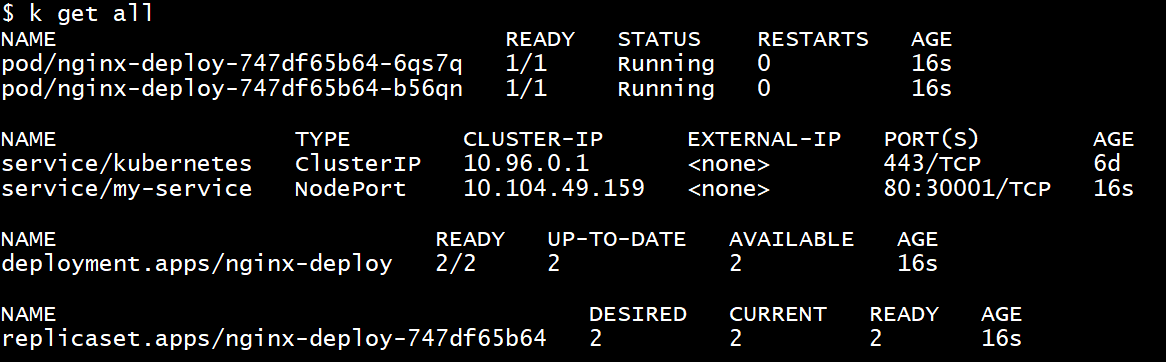 $ k get all
NAME READY STATUS RESTARTS AGE
pod/nginx-deploy-747df65b64-6qs7q 1/1 Running 0 16s
pod/nginx-deploy-747df65b64-b56qn 1/1 Running 0 16s
NAME TYPE CLUSTER-IP EXTERNAL-IP PORT(S) AGE
service/kubernetes ClusterIP 10.96.0.1 <none> 443/TCP 6d
service/my-service NodePort 10.104.49.159 <none> 80:30001/TCP 16s
NAME READY UP-TO-DATE AVAILABLE AGE
deployment.apps/nginx-deploy 2/2 2 2 16s
NAME DESIRED CURRENT READY AGE
replicaset.apps/nginx-deploy-747df65b64 2 2 2 16s